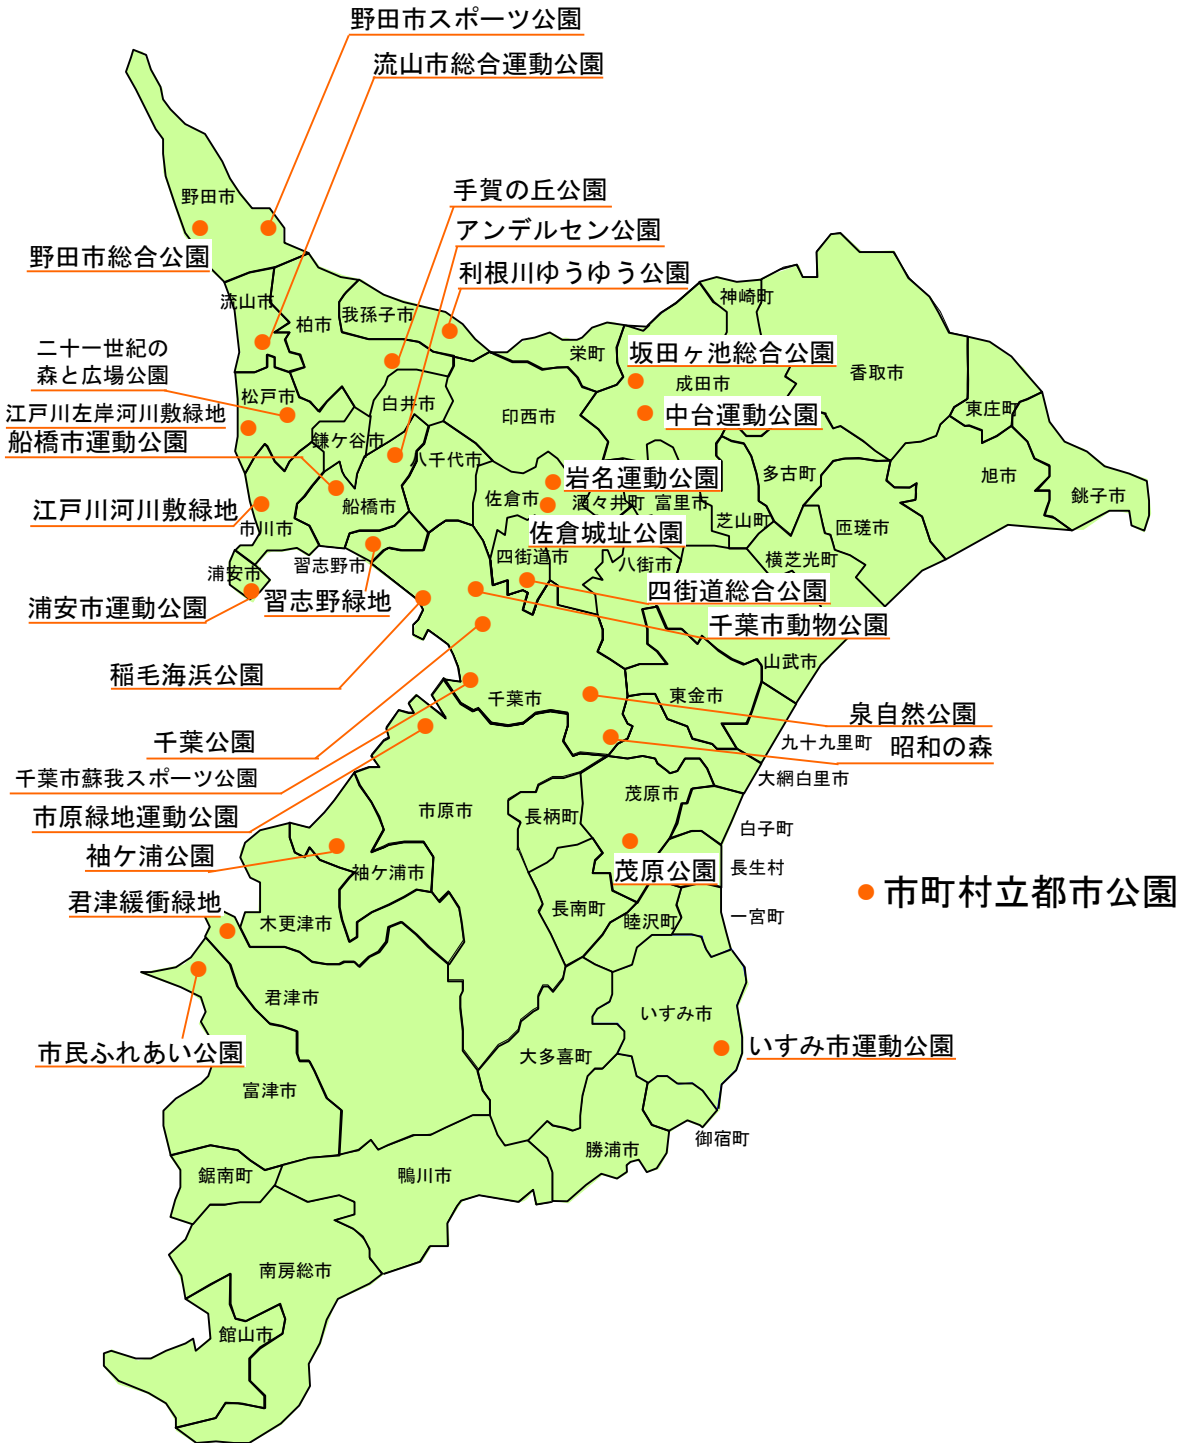 野田市スポーツ公園
流山市総合運動公園
手賀の丘公園
野田市
アンデルセン公園
野田市総合公園
利根川ゆうゆう公園
流山市
我孫子市
神崎町
柏市
二十一世紀の
森と広場公園
栄町
坂田ヶ池総合公園
成田市
香取市
松戸市
白井市
印西市
中台運動公園
東庄町
江戸川左岸河川敷緑地
船橋市運動公園
鎌ケ谷市
八千代市
多古町
旭市
銚子市
岩名運動公園
佐倉市
酒々井町
富里市
船橋市
江戸川河川敷緑地
市川市
芝山町
匝瑳市
佐倉城址公園
浦安市
習志野市
四街道市
八街市
横芝光町
浦安市運動公園
習志野緑地
四街道総合公園
千葉市動物公園
稲毛海浜公園
山武市
千葉市
東金市
泉自然公園
千葉公園
九十九里町
昭和の森
千葉市蘇我スポーツ公園
大網白里市
市原緑地運動公園
市原市
長柄町
茂原市
白子町
袖ケ浦公園
袖ケ浦市
茂原公園
長生村
君津緩衝緑地
木更津市
長南町
睦沢町
一宮町
市町村立都市公園
君津市
いすみ市
市民ふれあい公園
大多喜町
いすみ市運動公園
富津市
御宿町
勝浦市
鋸南町
鴨川市
南房総市
館山市